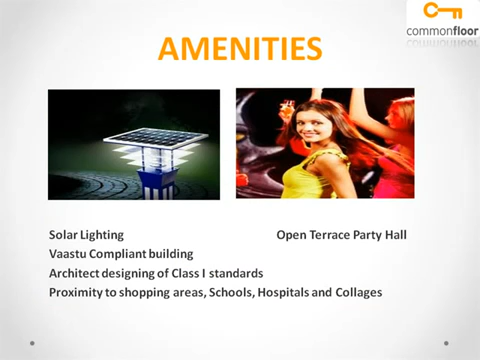 commonfloor
AMENITIES
Solar Lighting Open Terrace Party Hall
Vaastu Compliant building
Architect designing of Class I standards
Proximity to shopping areas, Schools, Hospitals and Collages